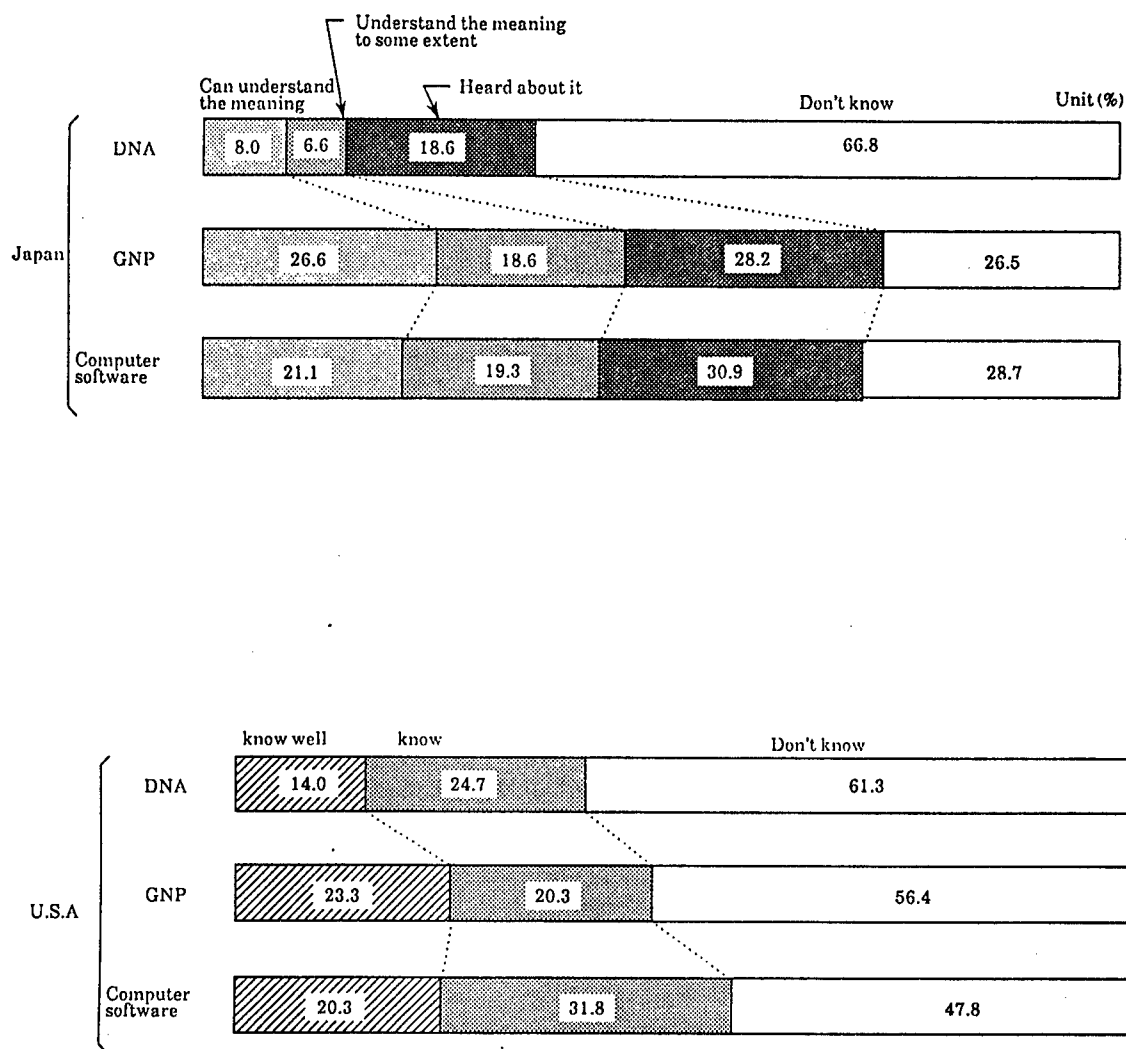 Understand the meaning
to some extent
Can understand
the meaning
Heard about it
Don't know
Unit (%)
Japan
DNA
8.0
6.6
18.6
66.8
GNP
26.6
18.6
28.2
26.5
Computer
software
21.1
19.3
30.9
28.7
know well
know
Don't know
U.S.A
DNA
14.0
24.7
61.3
GNP
23.3
20.3
56.4
Computer
software
20.3
31.8
47.8